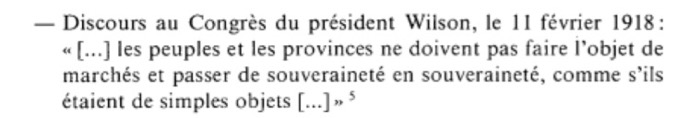 — Discours au Congrès du président Wilson, le 11 février 1918 :
« [...] les peuples et les provinces ne doivent pas faire l'objet de
marchés et passer de souveraineté en souveraineté, comme s'ils
étaient de simples objets [...] » 5